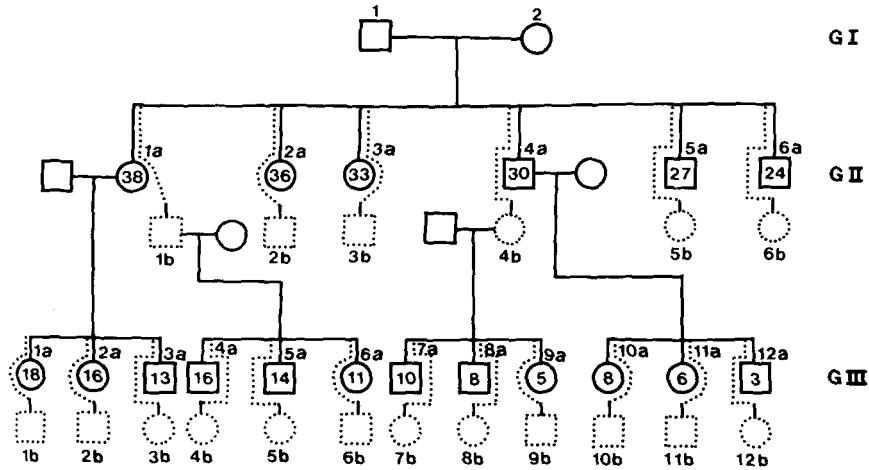 1 2 G I
1a 2a 3a 4a 5a 6a
38 36 33 30 27 24 G II
1b 2b 3b 4b 5b 6b
1a 2a 3a 4a 5a 6a 7a 8a 9a 10a 11a 12a
18 16 13 16 14 11 10 8 5 8 6 3 G III
1b 2b 3b 4b 5b 6b 7b 8b 9b 10b 11b 12b